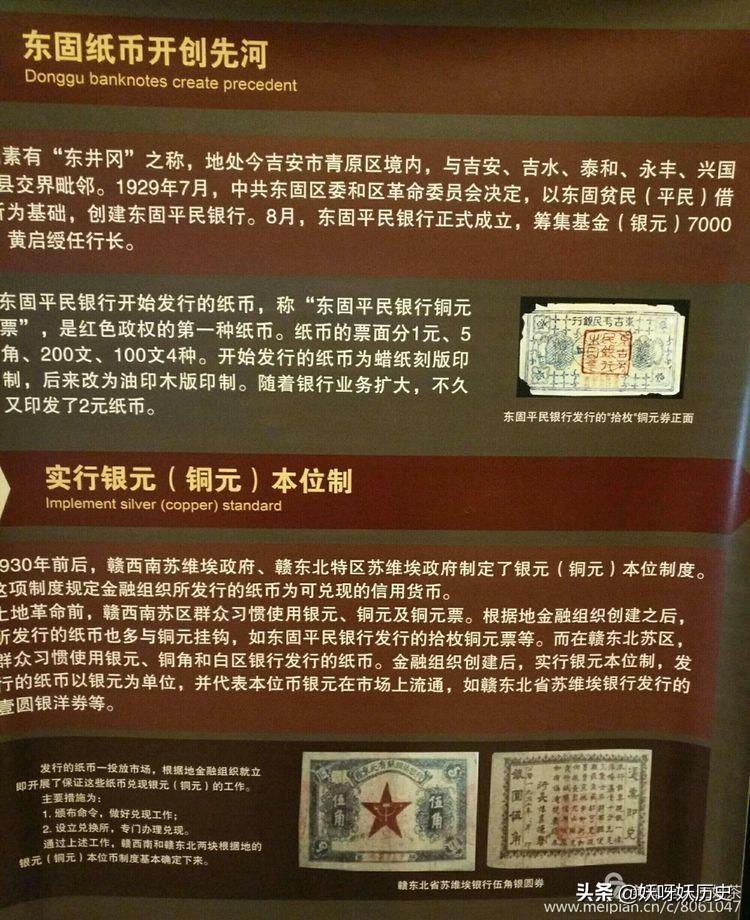 东固纸币开创先河
Donggu banknotes create precedent
素有“东井冈”之称，地处今吉安市青原区境内，与吉安、吉水、泰和、永丰、兴国
县交界毗邻。1929年7月，中共东固区委和区革命委员会决定，以东固贫民（平民）借
为基础，创建东固平民银行。8月，东固平民银行正式成立，筹集基金（银元）7000
黄启绶任行长。
东固平民银行开始发行的纸币，称“东固平民银行铜元
票”，是红色政权的第一种纸币。纸币的票面分1元、5
角、200文、100文4种。开始发行的纸币为蜡纸刻版印
制，后来改为油印木版印制。随着银行业务扩大，不久
又印发了2元纸币。
东固平民银行发行的“拾枚”铜元券正面
实行银元（铜元）本位制
Implement silver (copper) standard
930年前后，赣西南苏维埃政府、赣东北特区苏维埃政府制定了银元（铜元）本位制度。
这项制度规定金融组织所发行的纸币为可兑现的信用货币。
土地革命前，赣西南苏区群众习惯使用银元、铜元及铜元票。根据地金融组织创建之后，
所发行的纸币也多与铜元挂钩，如东固平民银行发行的拾枚铜元票等。而在赣东北苏区，
群众习惯使用银元、铜角和白区银行发行的纸币。金融组织创建后，实行银元本位制，发
行的纸币以银元为单位，并代表本位币银元在市场上流通，如赣东北省苏维埃银行发行的
壹圆银洋券等。
发行的纸币一投放市场，根据地金融组织就立
即开展了保证这些纸币兑现银元（铜元）的工作。
主要措施为：
1. 颁布命令，做好兑现工作；
2. 设立兑换所，专门办理兑现。
通过上述工作，赣西南和赣东北两块根据地的
银元（铜元）本位币制度基本确定下来。
伍角
伍角
凭票即兑
银圆伍角
赣东北省苏维埃银行伍角银圆券
头条 @妖呀妖历史
www.meipian.cn/c/8061047